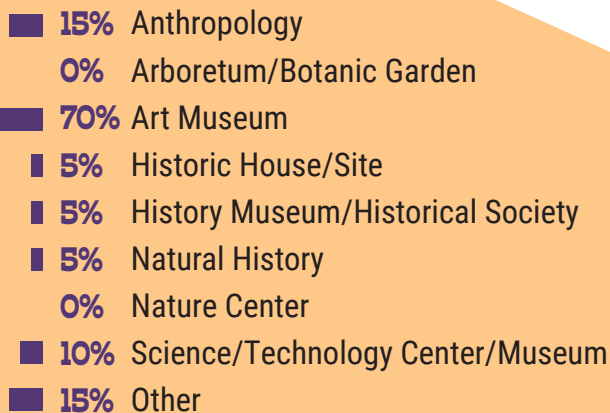 15% Anthropology
0% Arboretum/Botanic Garden
70% Art Museum
5% Historic House/Site
5% History Museum/Historical Society
5% Natural History
0% Nature Center
10% Science/Technology Center/Museum
15% Other